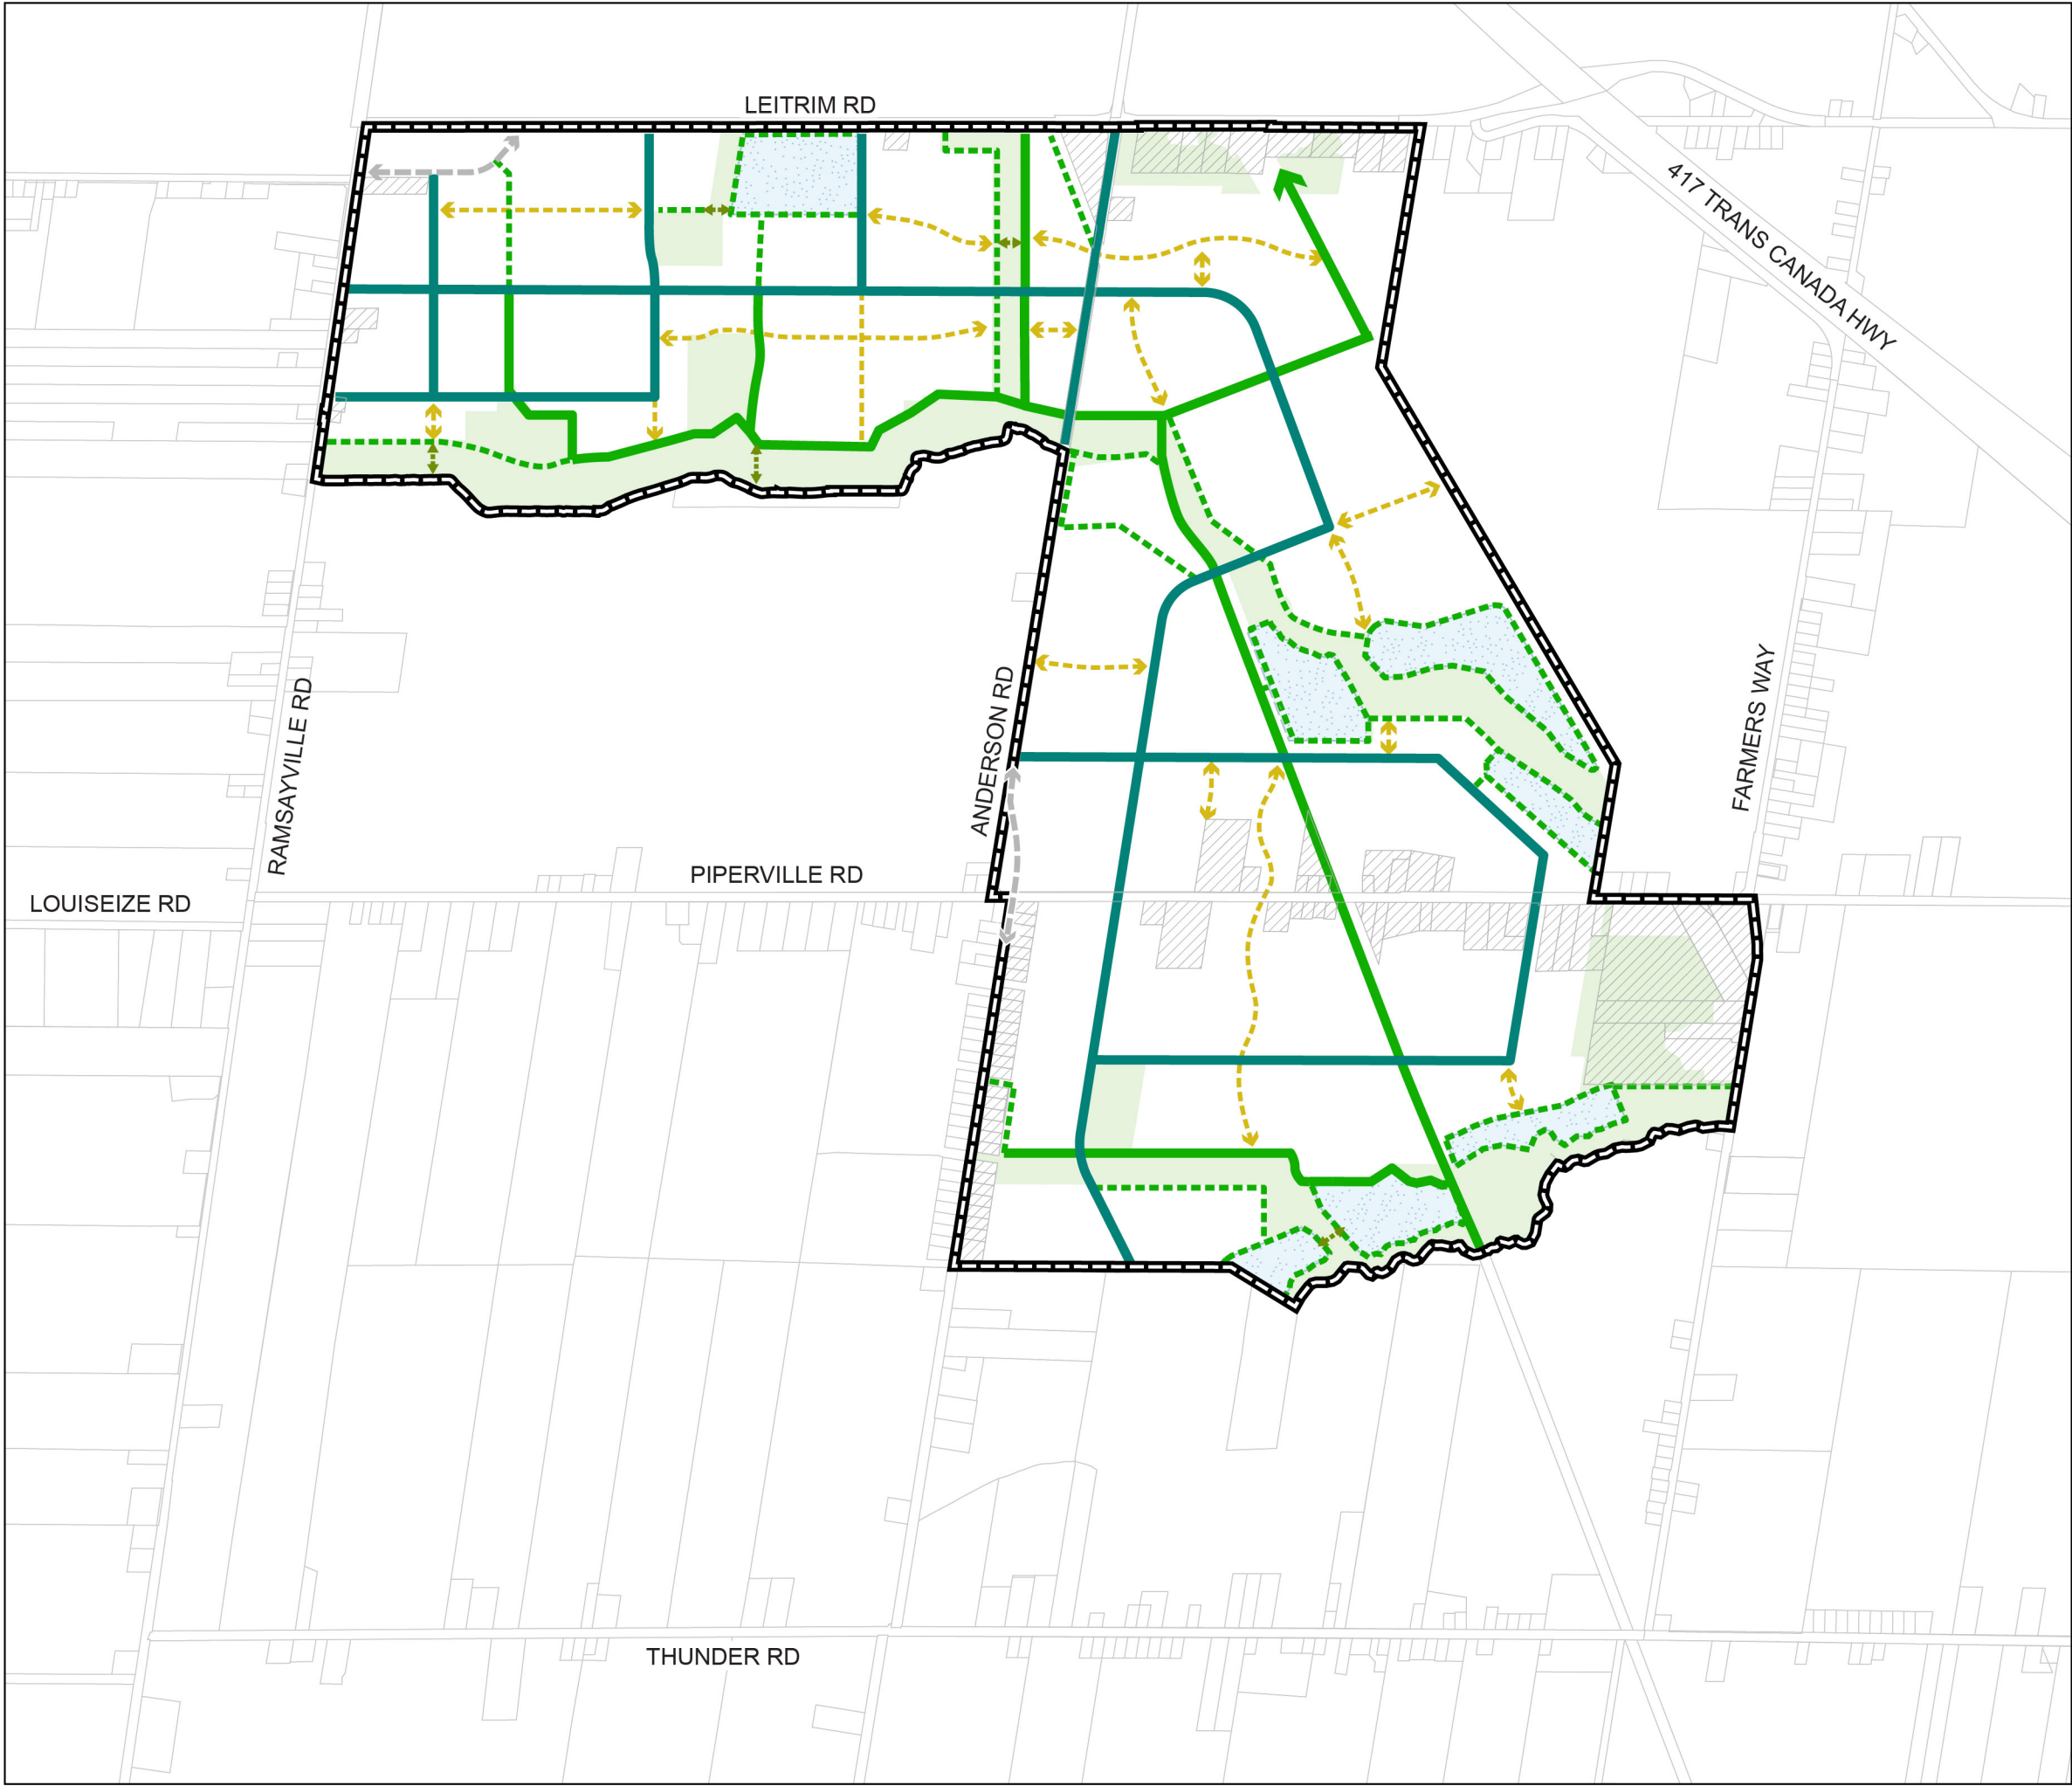 LEITRIM RD
417 TRANS CANADA HWY
RAMSAYVILLE RD
ANDERSON RD
FARMERS WAY
PIPERVILLE RD
LOUISEIZE RD
THUNDER RD